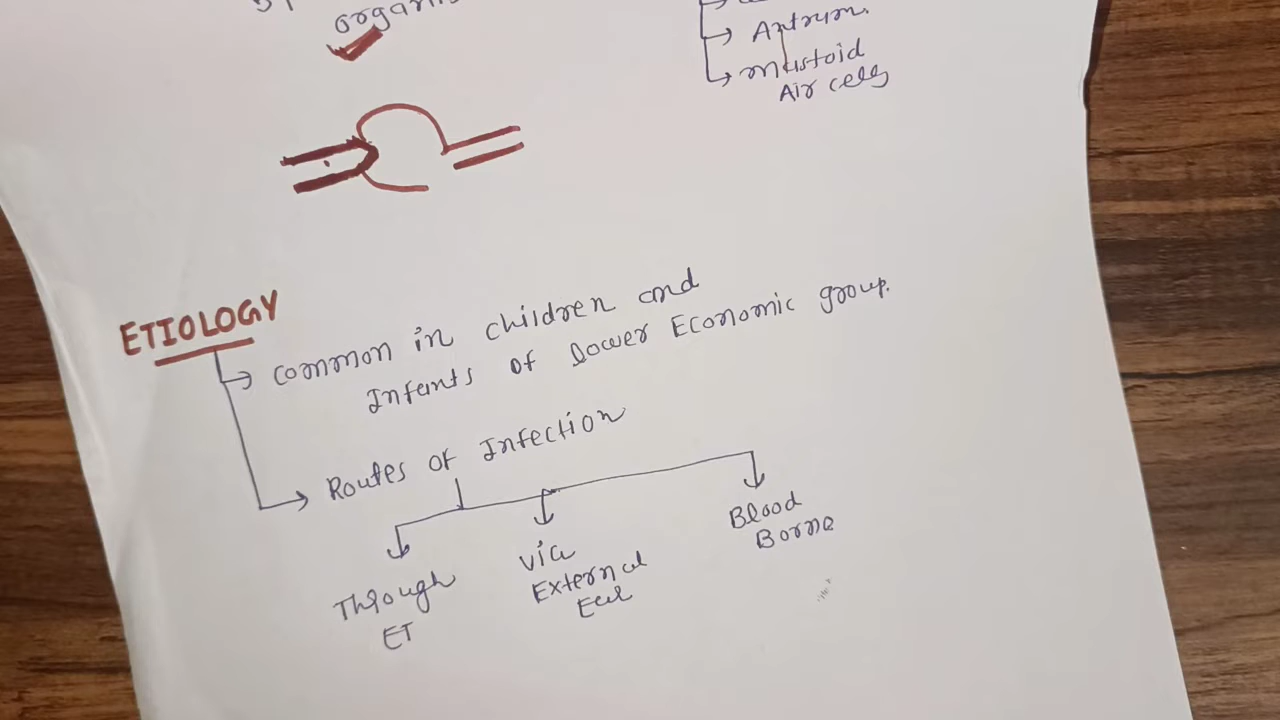 Antrum.
mastoid
Air cells
ETIOLOGY
Common in children and
Infants of lower Economic group.
Routes of Infection
Through
ET
via
External
Ear
Blood
Borne